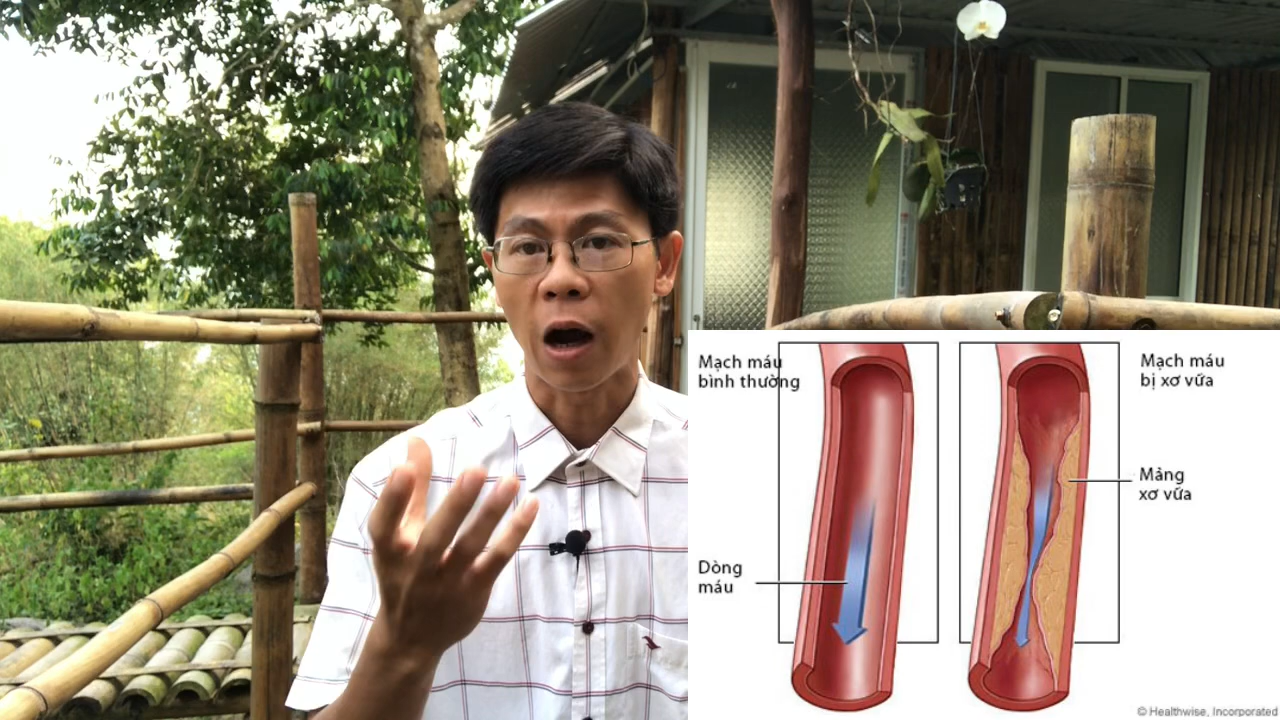 Mạch máu
bình thường
Mạch máu
bị xơ vữa
Mảng
xơ vữa
Dòng
máu
© Healthwise, Incorporated